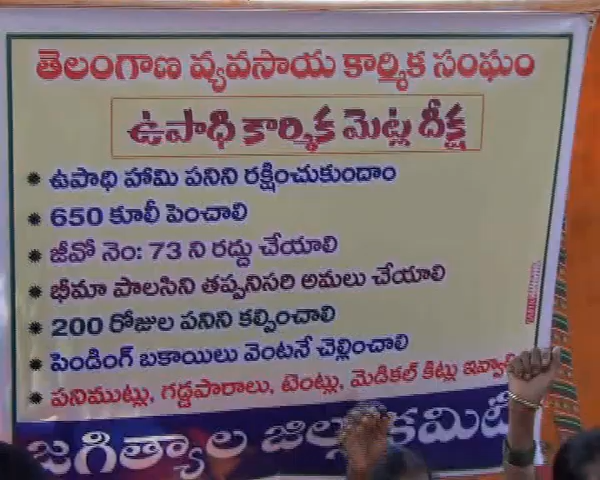 తెలంగాణ వ్యవసాయ కార్మిక సంఘం
ఉపాధి కార్మిక మెట్ల దీక్ష
* ఉపాధి హామి పనిని రక్షించుకుందాం
* 650 కూలీ పెంచాలి
* జీవో నెం: 73 ని రద్దు చేయాలి
* భీమా పాలసిని తప్పనిసరి అమలు చేయాలి
* 200 రోజుల పనిని కల్పించాలి
* పెండింగ్ బకాయిలు వెంటనే చెల్లించాలి
* పనిముట్లు, గడ్డపారాలు, టెంట్లు, మెడికల్ కిట్లు ఇవ్వాలి
జగిత్యాల జిల్లా కమిటీ